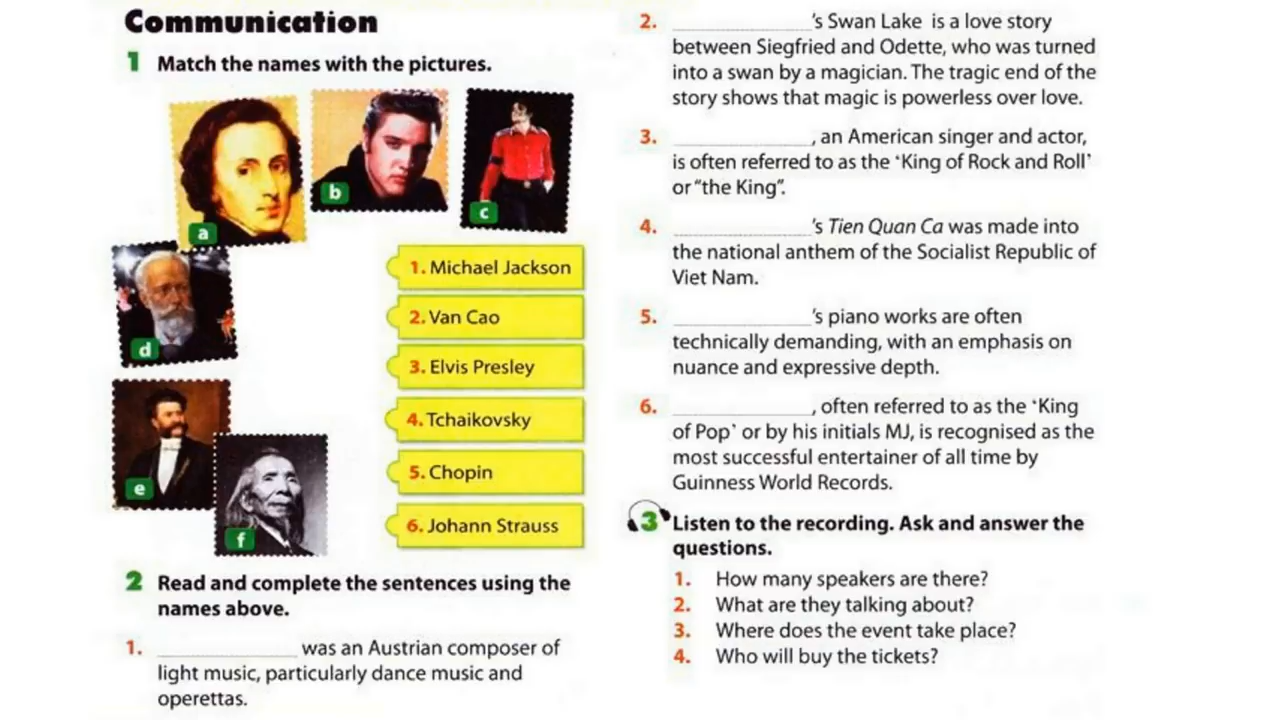 Communication
1 Match the names with the pictures.
a
b
c
d
e
f
1. Michael Jackson
2. Van Cao
3. Elvis Presley
4. Tchaikovsky
5. Chopin
6. Johann Strauss
2 Read and complete the sentences using the
names above.
1. ______________ was an Austrian composer of
light music, particularly dance music and
operettas.
2. ______________'s Swan Lake is a love story
between Siegfried and Odette, who was turned
into a swan by a magician. The tragic end of the
story shows that magic is powerless over love.
3. ______________, an American singer and actor,
is often referred to as the ‘King of Rock and Roll’
or “the King”.
4. ______________'s Tien Quan Ca was made into
the national anthem of the Socialist Republic of
Viet Nam.
5. ______________'s piano works are often
technically demanding, with an emphasis on
nuance and expressive depth.
6. ______________, often referred to as the ‘King
of Pop’ or by his initials MJ, is recognised as the
most successful entertainer of all time by
Guinness World Records.
3 Listen to the recording. Ask and answer the
questions.
1. How many speakers are there?
2. What are they talking about?
3. Where does the event take place?
4. Who will buy the tickets?